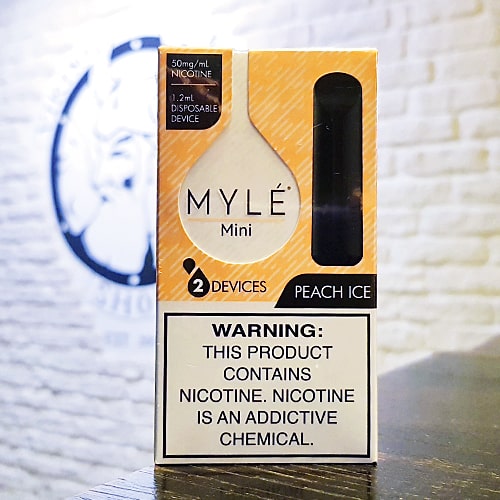 50mg/mL
NICOTINE
1.2mL
DISPOSABLE
DEVICE
MYLÉ
Mini
2 DEVICES
PEACH ICE
WARNING:
THIS PRODUCT
CONTAINS
NICOTINE. NICOTINE
IS AN ADDICTIVE
CHEMICAL.